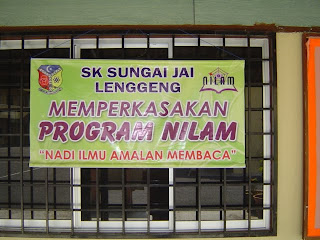 SK SUNGAI JAI
LENGGENG
NILAM
MEMPERKASAKAN
PROGRAM NILAM
"NADI ILMU AMALAN MEMBACA"